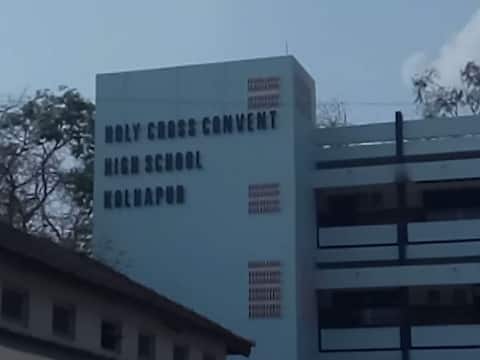 HOLY CROSS CONVENT
HIGH SCHOOL
KOLHAPUR